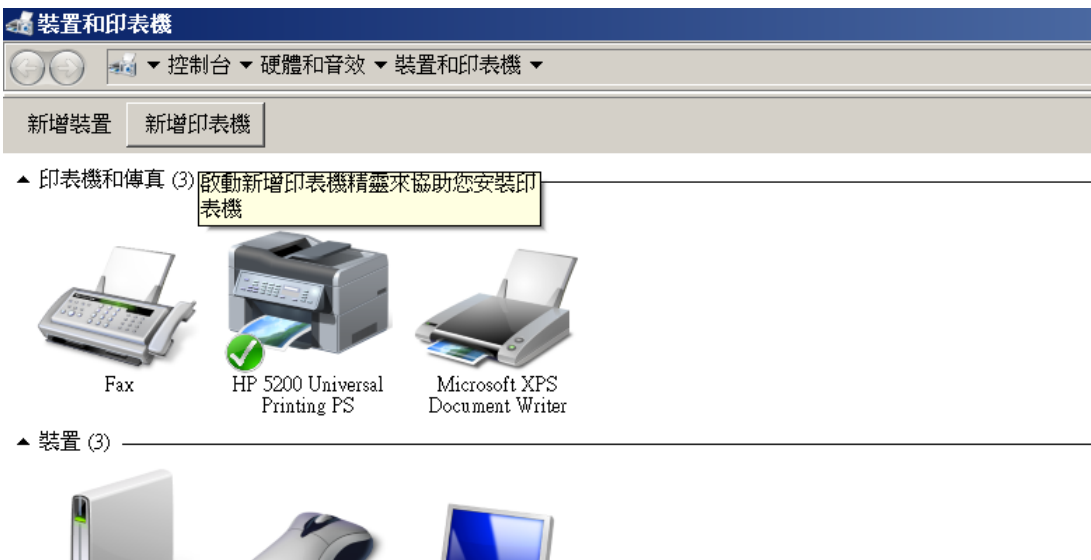 裝置和印表機
控制台 硬體和音效 裝置和印表機
新增裝置 新增印表機
印表機和傳真 (3)
啟動新增印表機精靈來協助您安裝印
表機
Fax
HP 5200 Universal
Printing PS
Microsoft XPS
Document Writer
裝置 (3)